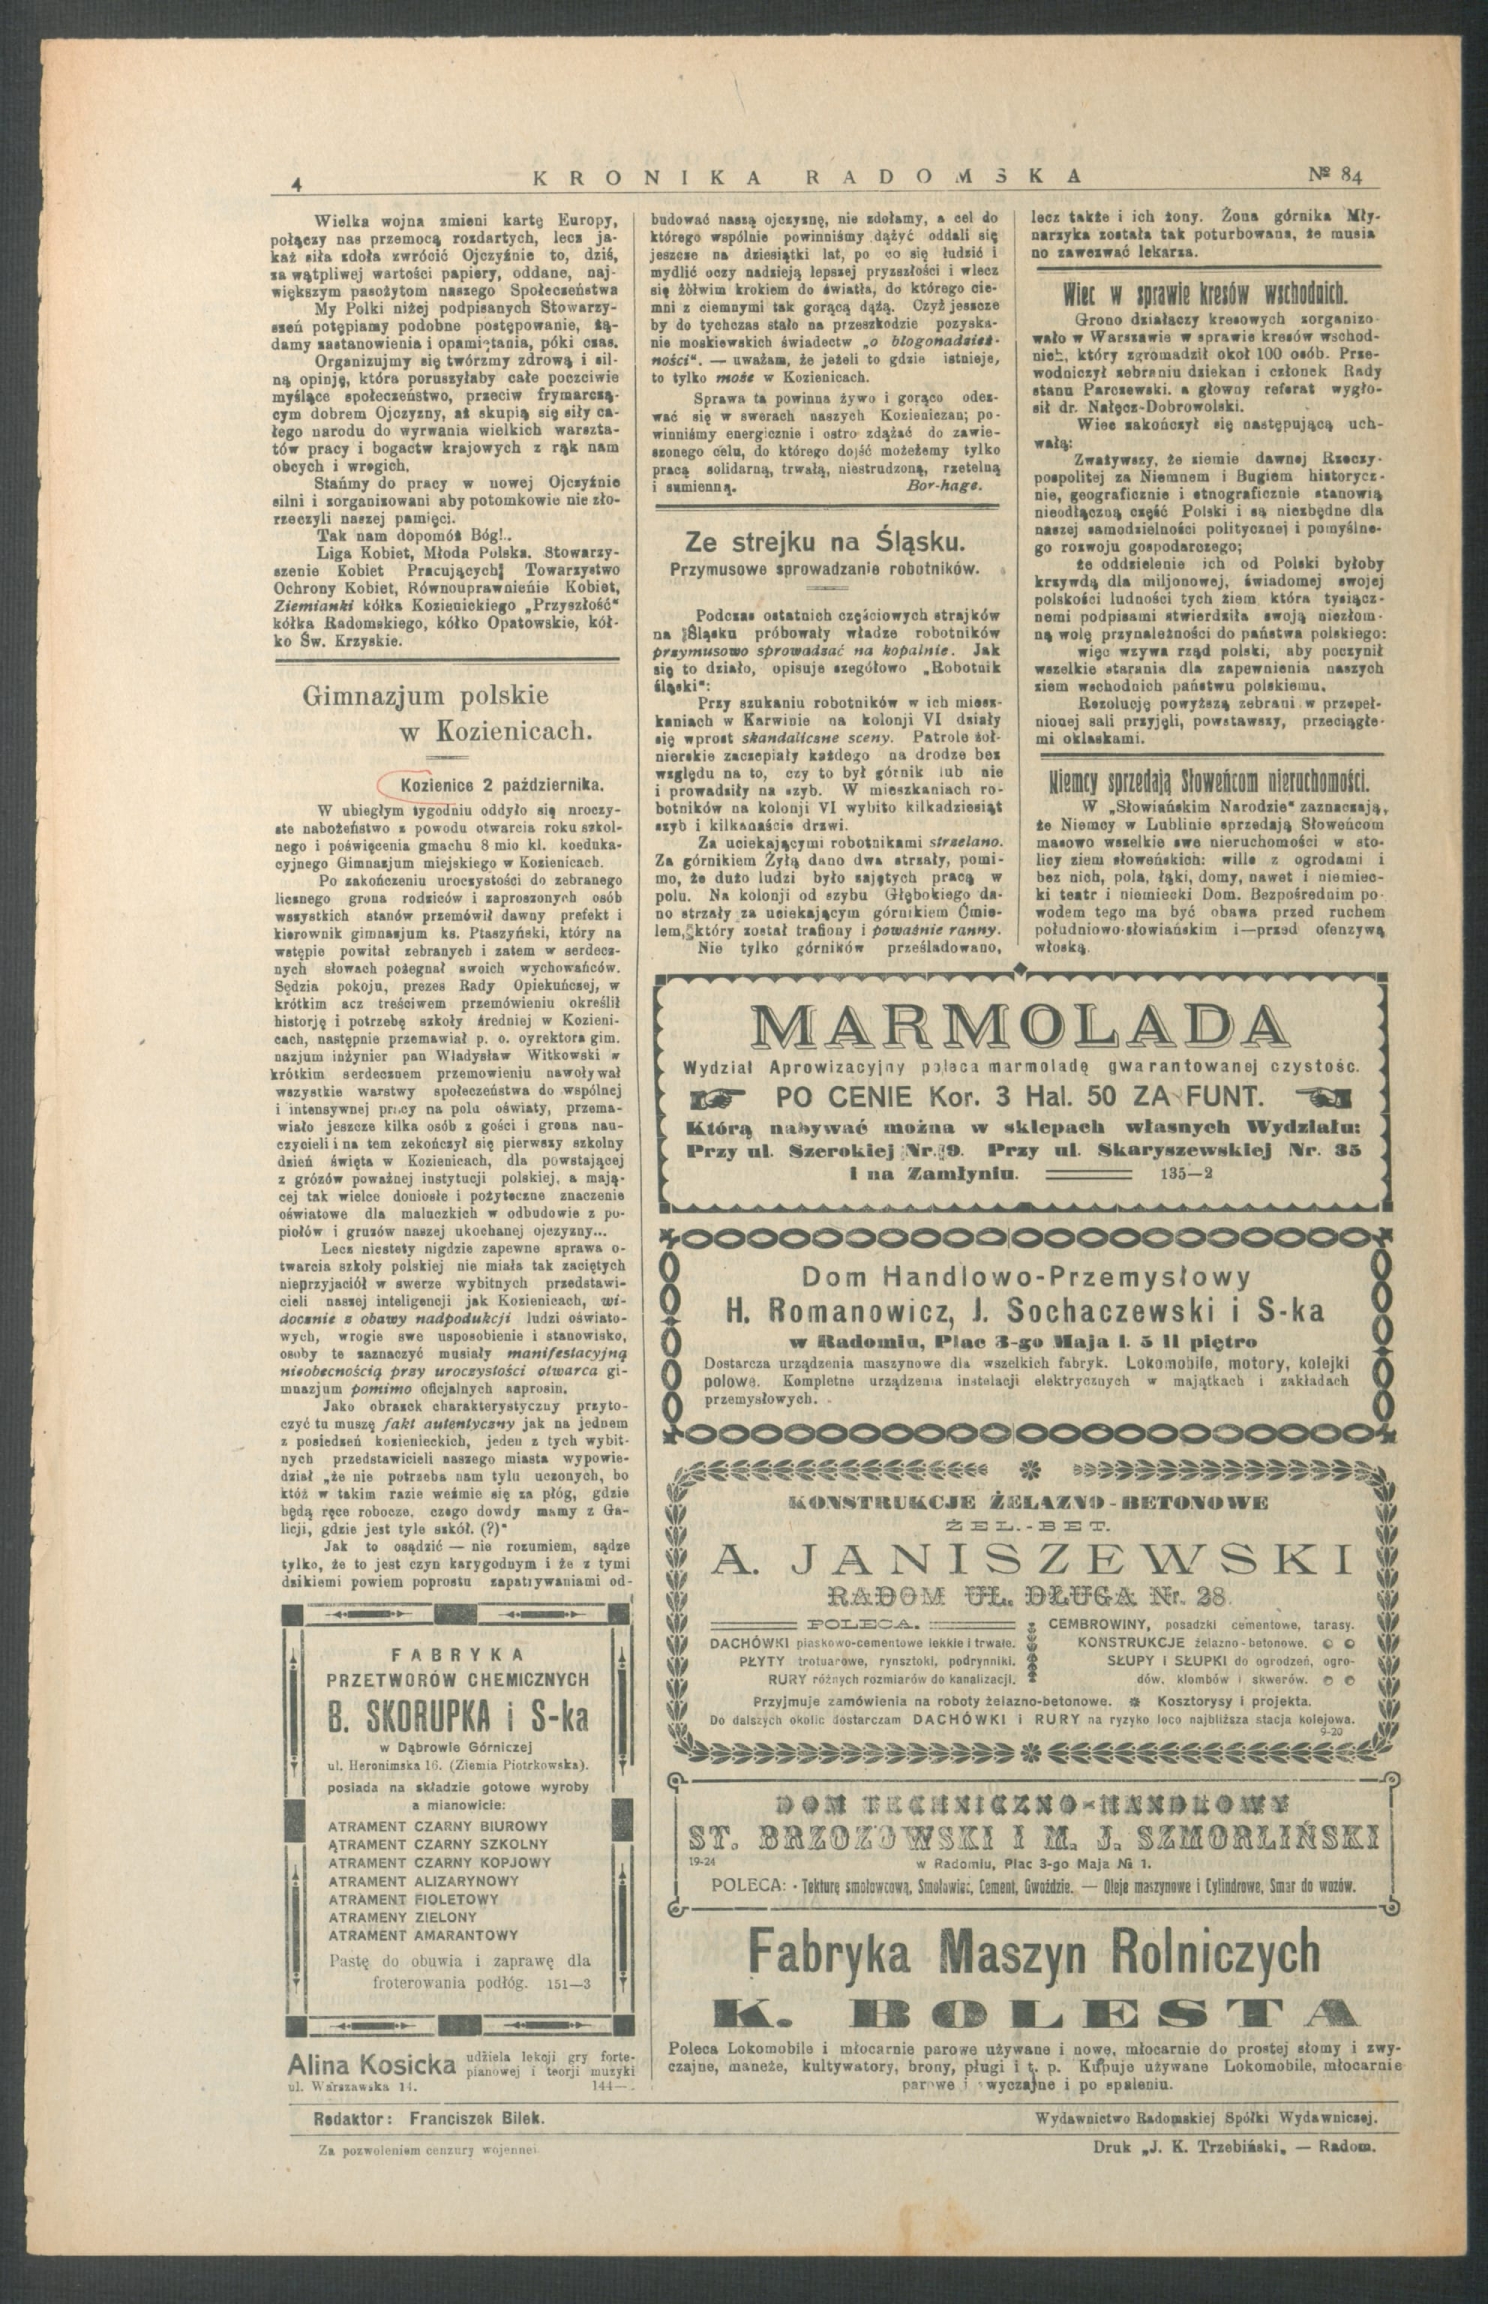 4
KRONIKA RADOMSKA
№ 84
Wielka wojna zmieni kartę Europy,
połączy nas przemocą rozdartych, lecz ja-
każ siła zdoła zwrócić Ojczyźnie to, dziś,
za wątpliwej wartości papiery, oddane, naj-
większym pasożytom naszego Społeczeństwa
My Polki niżej podpisanych Stowarzy-
szeń potępiamy podobne postępowanie, żą-
damy zastanowienia i opamiętania, póki czas.
Organizujmy się twórzmy zdrową i sil-
ną opinję, która poruszyłaby całe poczciwie
myślące społeczeństwo, przeciw frymarczą-
cym dobrem Ojczyzny, aż skupią się siły ca-
łego narodu do wyrwania wielkich warszta-
tów pracy i bogactw krajowych z rąk nam
obcych i wrogich.
Stańmy do pracy w nowej Ojczyźnie
silni i zorganizowani aby potomkowie nie zło-
rzeczyli naszej pamięci.
Tak nam dopomóż Bóg!..
Liga Kobiet, Młoda Polska. Stowarzy-
szenie Kobiet Pracujących; Towarzystwo
Ochrony Kobiet, Równouprawnieńie Kobiet,
Ziemianki kółka Kozienickiego „Przyszłość"
kółka Radomskiego, kółko Opatowskie, kół-
ko Św. Krzyskie.
Gimnazjum polskie
w Kozienicach.
Kozienice 2 października.
W ubiegłym tygodniu oddyło się uroczy-
ste nabożeństwo z powodu otwarcia roku szkol-
nego i poświęcenia gmachu 8 mio kl. koeduka-
cyjnego Gimnazjum miejskiego w Kozienicach.
Po zakończeniu uroczystości do zebranego
licznego grona rodziców i zaproszonych osób
wszystkich stanów przemówił dawny prefekt i
kierownik gimnazjum ks. Ptaszyński, który na
wstępie powitał zebranych i zatem w serdecz-
nych słowach pożegnał swoich wychowańców.
Sędzia pokoju, prezes Rady Opiekuńczej, w
krótkim acz treściwem przemówieniu określił
historję i potrzebę szkoły średniej w Kozieni-
cach, następnie przemawiał p. o. oyrektora gim.
nazjum inżynier pan Władysław Witkowski w
krótkim serdecznem przemowieniu nawoływał
wszystkie warstwy społeczeństwa do wspólnej
i intensywnej pracy na polu oświaty, przema-
wiało jeszcze kilka osób z gości i grona nau-
czycieli i na tem zekończył się pierwszy szkolny
dzień święta w Kozienicach, dla powstającej
z grózów poważnej instytucji polskiej, a mają-
cej tak wielce doniosłe i pożyteczne znaczenie
oświatowe dla maluczkich w odbudowie z po-
piołów i gruzów naszej ukochanej ojczyzny...
Lecz niestety nigdzie zapewne sprawa o-
twarcia szkoły polskiej nie miała tak zaciętych
nieprzyjaciół w swerze wybitnych przedstawi-
cieli naszej inteligencji jak Kozienicach, wi-
docznie z obawy nadpodukcji ludzi oświato-
wych, wrogie swe usposobienie i stanowisko,
osoby te zaznaczyć musiały manifestacyjną
nieobecnością przy uroczystości otwarca gi-
mnazjum pomimo oficjalnych zaprosin.
Jako obrazek charakterystyczny przyto-
czyć tu muszę fakt autentyczny jak na jednem
z posiedzeń kozienieckich, jeden z tych wybit-
nych przedstawicieli naszego miasta wypowie-
dział „że nie potrzeba nam tylu uczonych, bo
któż w takim razie weźmie się za płóg, gdzie
będą ręce robocze, czego dowdy mamy z Ga-
licji, gdzie jest tyle szkół. (?)"
Jak to osądzić — nie rozumiem, sądze
tylko, że to jest czyn karygodnym i że z tymi
dzikiemi powiem poprostu zapatrywaniami od-
budować naszą ojczyznę, nie zdołamy, a cel do
którego wspólnie powinniśmy dążyć oddali się
jeszcze na dziesiątki lat, po co się łudzić i
mydlić oczy nadzieją lepszej pryzszłości i wlecz
się żółwim krokiem do światła, do którego cie-
mni z ciemnymi tak gorącą dążą. Czyż jeszcze
by do tychczas stało na przeszkodzie pozyska-
nie moskiewskich świadectw „o błogonadzież-
ności". — uważam, że jeżeli to gdzie istnieje,
to tylko może w Kozienicach.
Sprawa ta powinna żywo i gorąco odez-
wać się w swerach naszych Kozieniczan; po-
winniśmy energicznie i ostro zdążać do zawie-
szonego celu, do którego dojść możeżemy tylko
pracą solidarną, trwałą, niestrudzoną, rzetelną
i sumienną. Bor-hage.
Ze strejku na Śląsku.
Przymusowe sprowadzanie robotników.
Podczas ostatnich częściowych strajków
na Śląsku próbowały władze robotników
przymusowo sprowadzać na kopalnie. Jak
się to działo, opisuje szegółowo „Robotnik
śląski":
Przy szukaniu robotników w ich miesz-
kaniach w Karwinie na kolonji VI działy
się wprost skandaliczne sceny. Patrole żoł-
nierskie zaczepiały każdego na drodze bez
względu na to, czy to był górnik lub nie
i prowadziły na szyb. W mieszkaniach ro-
botników na kolonji VI wybito kilkadziesiąt
szyb i kilkanaście drzwi.
Za uciekającymi robotnikami strzelano.
Za górnikiem Żyłą dano dwa strzały, pomi-
mo, że dużo ludzi było zajętych pracą w
polu. Na kolonji od szybu Głębokiego da-
no strzały za uciekającym górnikiem Ćmie-
lem, który został trafiony i poważnie ranny.
Nie tylko górników prześladowano,
lecz także i ich żony. Żona górnika Mły-
narzyka została tak poturbowana, że musia
no zawezwać lekarza.
Wiec w sprawie kresów wschodnich.
Grono działaczy kresowych zorganizo-
wało w Warszawie w sprawie kresów wschod-
nich, który zgromadził okoł 100 osób. Prze-
wodniczył zebraniu dziekan i członek Rady
stanu Parczewski. a głowny referat wygło-
sił dr. Nałęcz-Dobrowolski.
Wiec zakończył się następującą uch-
wałą:
Zważywszy, że ziemie dawnej Rzeczy-
pospolitej za Niemnem i Bugiem historycz-
nie, geograficznie i etnograficznie stanowią
nieodłączną część Polski i są niezbędne dla
naszej samodzielności politycznej i pomyślne-
go rozwoju gospodarczego;
że oddzielenie ich od Polski byłoby
krzywdą dla miljonowej, świadomej swojej
polskości ludności tych ziem, która tysiącz-
nemi podpisami stwierdziła swoją niezłom-
ną wolę przynależności do państwa polskiego:
więc wzywa rząd polski, aby poczynił
wszelkie starania dla zapewnienia naszych
ziem wschodnich państwu polskiemu.
Rezolucję powyższą zebrani w przepeł-
nionej sali przyjęli, powstawszy, przeciągłe-
mi oklaskami.
Niemcy sprzedają Słoweńcom nieruchomości.
W „Słowiańskim Narodzie" zaznaczają,
że Niemcy w Lublinie sprzedają Słoweńcom
masowo wszelkie swe nieruchomości w sto-
licy ziem słoweńskich: wille z ogrodami i
bez nich, pola, łąki, domy, nawet i niemiec-
ki teatr i niemiecki Dom. Bezpośrednim po-
wodem tego ma być obawa przed ruchem
południowo-słowiańskim i—przed ofenzywą
włoską.
MARMOLADA
Wydział Aprowizacyjny poleca marmoladę gwarantowanej czystośc.
PO CENIE Kor. 3 Hal. 50 ZA FUNT.
Którą nabywać można w sklepach własnych Wydziału:
Przy ul. Szerokiej Nr. 9. Przy ul. Skaryszewskiej Nr. 35
i na Zamłyniu. 135—2
Dom Handlowo-Przemysłowy
H. Romanowicz, J. Sochaczewski i S-ka
w Radomiu, Plac 3-go Maja l. 5 II piętro
Dostarcza urządzenia maszynowe dla wszelkich fabryk. Lokomobile, motory, kolejki
polowe. Kompletne urządzenia instalacji elektrycznych w majątkach i zakładach
przemysłowych.
KONSTRUKCJE ŻELAZNO-BETONOWE
ŻEL.-BET.
A. JANISZEWSKI
RADOM UL. DŁUGA Nr. 28.
POLECA.
DACHÓWKI piaskowo-cementowe lekkie i trwałe.
PŁYTY trotuarowe, rynsztoki, podrynniki.
RURY różnych rozmiarów do kanalizacji.
CEMBROWINY, posadzki cementowe, tarasy.
KONSTRUKCJE żelazno-betonowe.
SŁUPY i SŁUPKI do ogrodzeń, ogro-
dów, klombów i skwerów.
Przyjmuje zamówienia na roboty żelazno-betonowe. Kosztorysy i projekta.
Do dalszych okolic dostarczam DACHÓWKI i RURY na ryzyko loco najbliższa stacja kolejowa.
9-20
DOM TECHNICZNO-HANDLOWY
ST. BRZOZOWSKI I M. J. SZMORLIŃSKI
19-24
w Radomiu, Plac 3-go Maja № 1.
POLECA: - Tekturę smołowcową, Smołowiec, Cement, Gwoździe. — Oleje maszynowe i Cylindrowe, Smar do wozów.
Fabryka Maszyn Rolniczych
K. BOLESTA
Poleca Lokomobile i młocarnie parowe używane i nowe, młocarnie do prostej słomy i zwy-
czajne, maneże, kultywatory, brony, pługi i t. p. Kupuje używane Lokomobile, młocarnie
parowe i zwyczajne i po spaleniu.
FABRYKA
PRZETWORÓW CHEMICZNYCH
B. SKORUPKA i S-ka
w Dąbrowie Górniczej
ul. Heronimska 16. (Ziemia Piotrkowska).
posiada na składzie gotowe wyroby
a mianowicie:
ATRAMENT CZARNY BIUROWY
ATRAMENT CZARNY SZKOLNY
ATRAMENT CZARNY KOPJOWY
ATRAMENT ALIZARYNOWY
ATRAMENT FIOLETOWY
ATRAMENY ZIELONY
ATRAMENT AMARANTOWY
Pastę do obuwia i zaprawę dla
froterowania podłóg. 151—3
Alina Kosicka udziela lekcji gry forte-
pianowej i teorji muzyki
ul. Warszawska 14. 144—
Redaktor: Franciszek Bilek.
Wydawnictwo Radomskiej Spółki Wydawniczej.
Za pozwoleniem cenzury wojennej
Druk „J. K. Trzebiński„ — Radom.